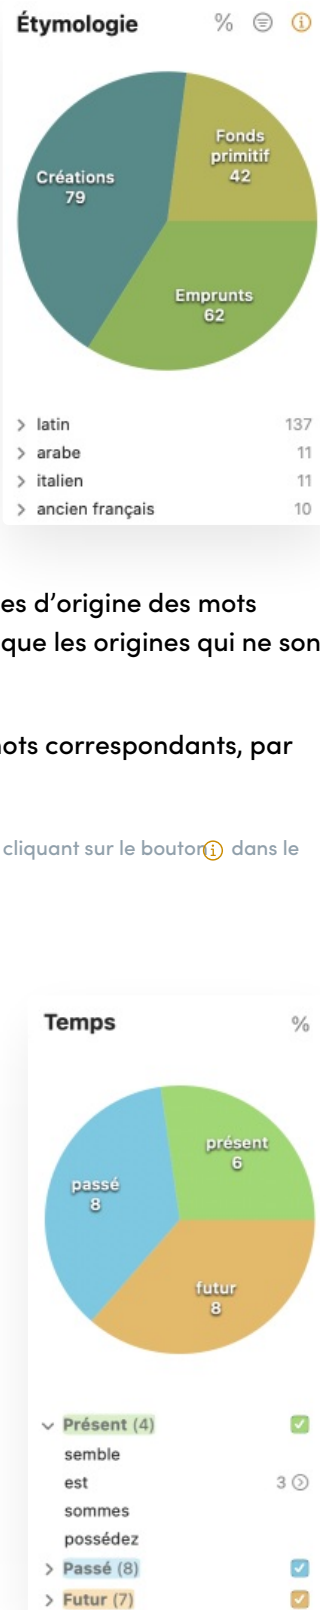 Étymologie %
Fonds
primitif
42
Créations
79
Emprunts
62
latin 137
arabe 11
italien 11
ancien français 10
es d’origine des mots
que les origines qui ne son
ots correspondants, par
cliquant sur le bouton dans le
Temps %
présent
6
passé
8
futur
8
Présent (4)
semble
est 3
sommes
possédez
Passé (8)
Futur (7)